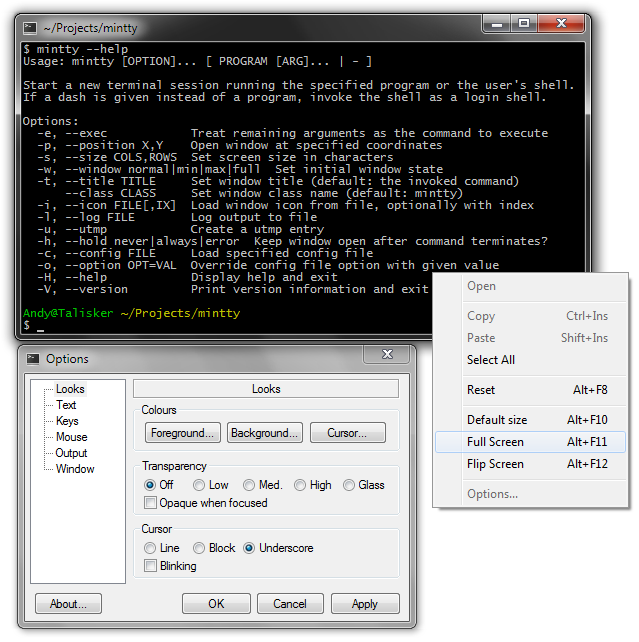 ~/Projects/mintty
$ mintty --help
Usage: mintty [OPTION]... [ PROGRAM [ARG]... | - ]
Start a new terminal session running the specified program or the user's shell.
If a dash is given instead of a program, invoke the shell as a login shell.
Options:
-e, --exec Treat remaining arguments as the command to execute
-p, --position X,Y Open window at specified coordinates
-s, --size COLS,ROWS Set screen size in characters
-w, --window normal|min|max|full Set initial window state
-t, --title TITLE Set window title (default: the invoked command)
--class CLASS Set window class name (default: mintty)
-i, --icon FILE[,IX] Load window icon from file, optionally with index
-l, --log FILE Log output to file
-u, --utmp Create a utmp entry
-h, --hold never|always|error Keep window open after command terminates?
-c, --config FILE Load specified config file
-o, --option OPT=VAL Override config file option with given value
-H, --help Display help and exit
-V, --version Print version information and exit
Andy@Talisker ~/Projects/mintty
$ _
Open
Copy Ctrl+Ins
Paste Shift+Ins
Select All
Reset Alt+F8
Default size Alt+F10
Full Screen Alt+F11
Flip Screen Alt+F12
Options...
Options
Looks
Text
Keys
Mouse
Output
Window
Looks
Colours
Foreground... Background... Cursor...
Transparency
Off Low Med. High Glass
Opaque when focused
Cursor
Line Block Underscore
Blinking
About... OK Cancel Apply